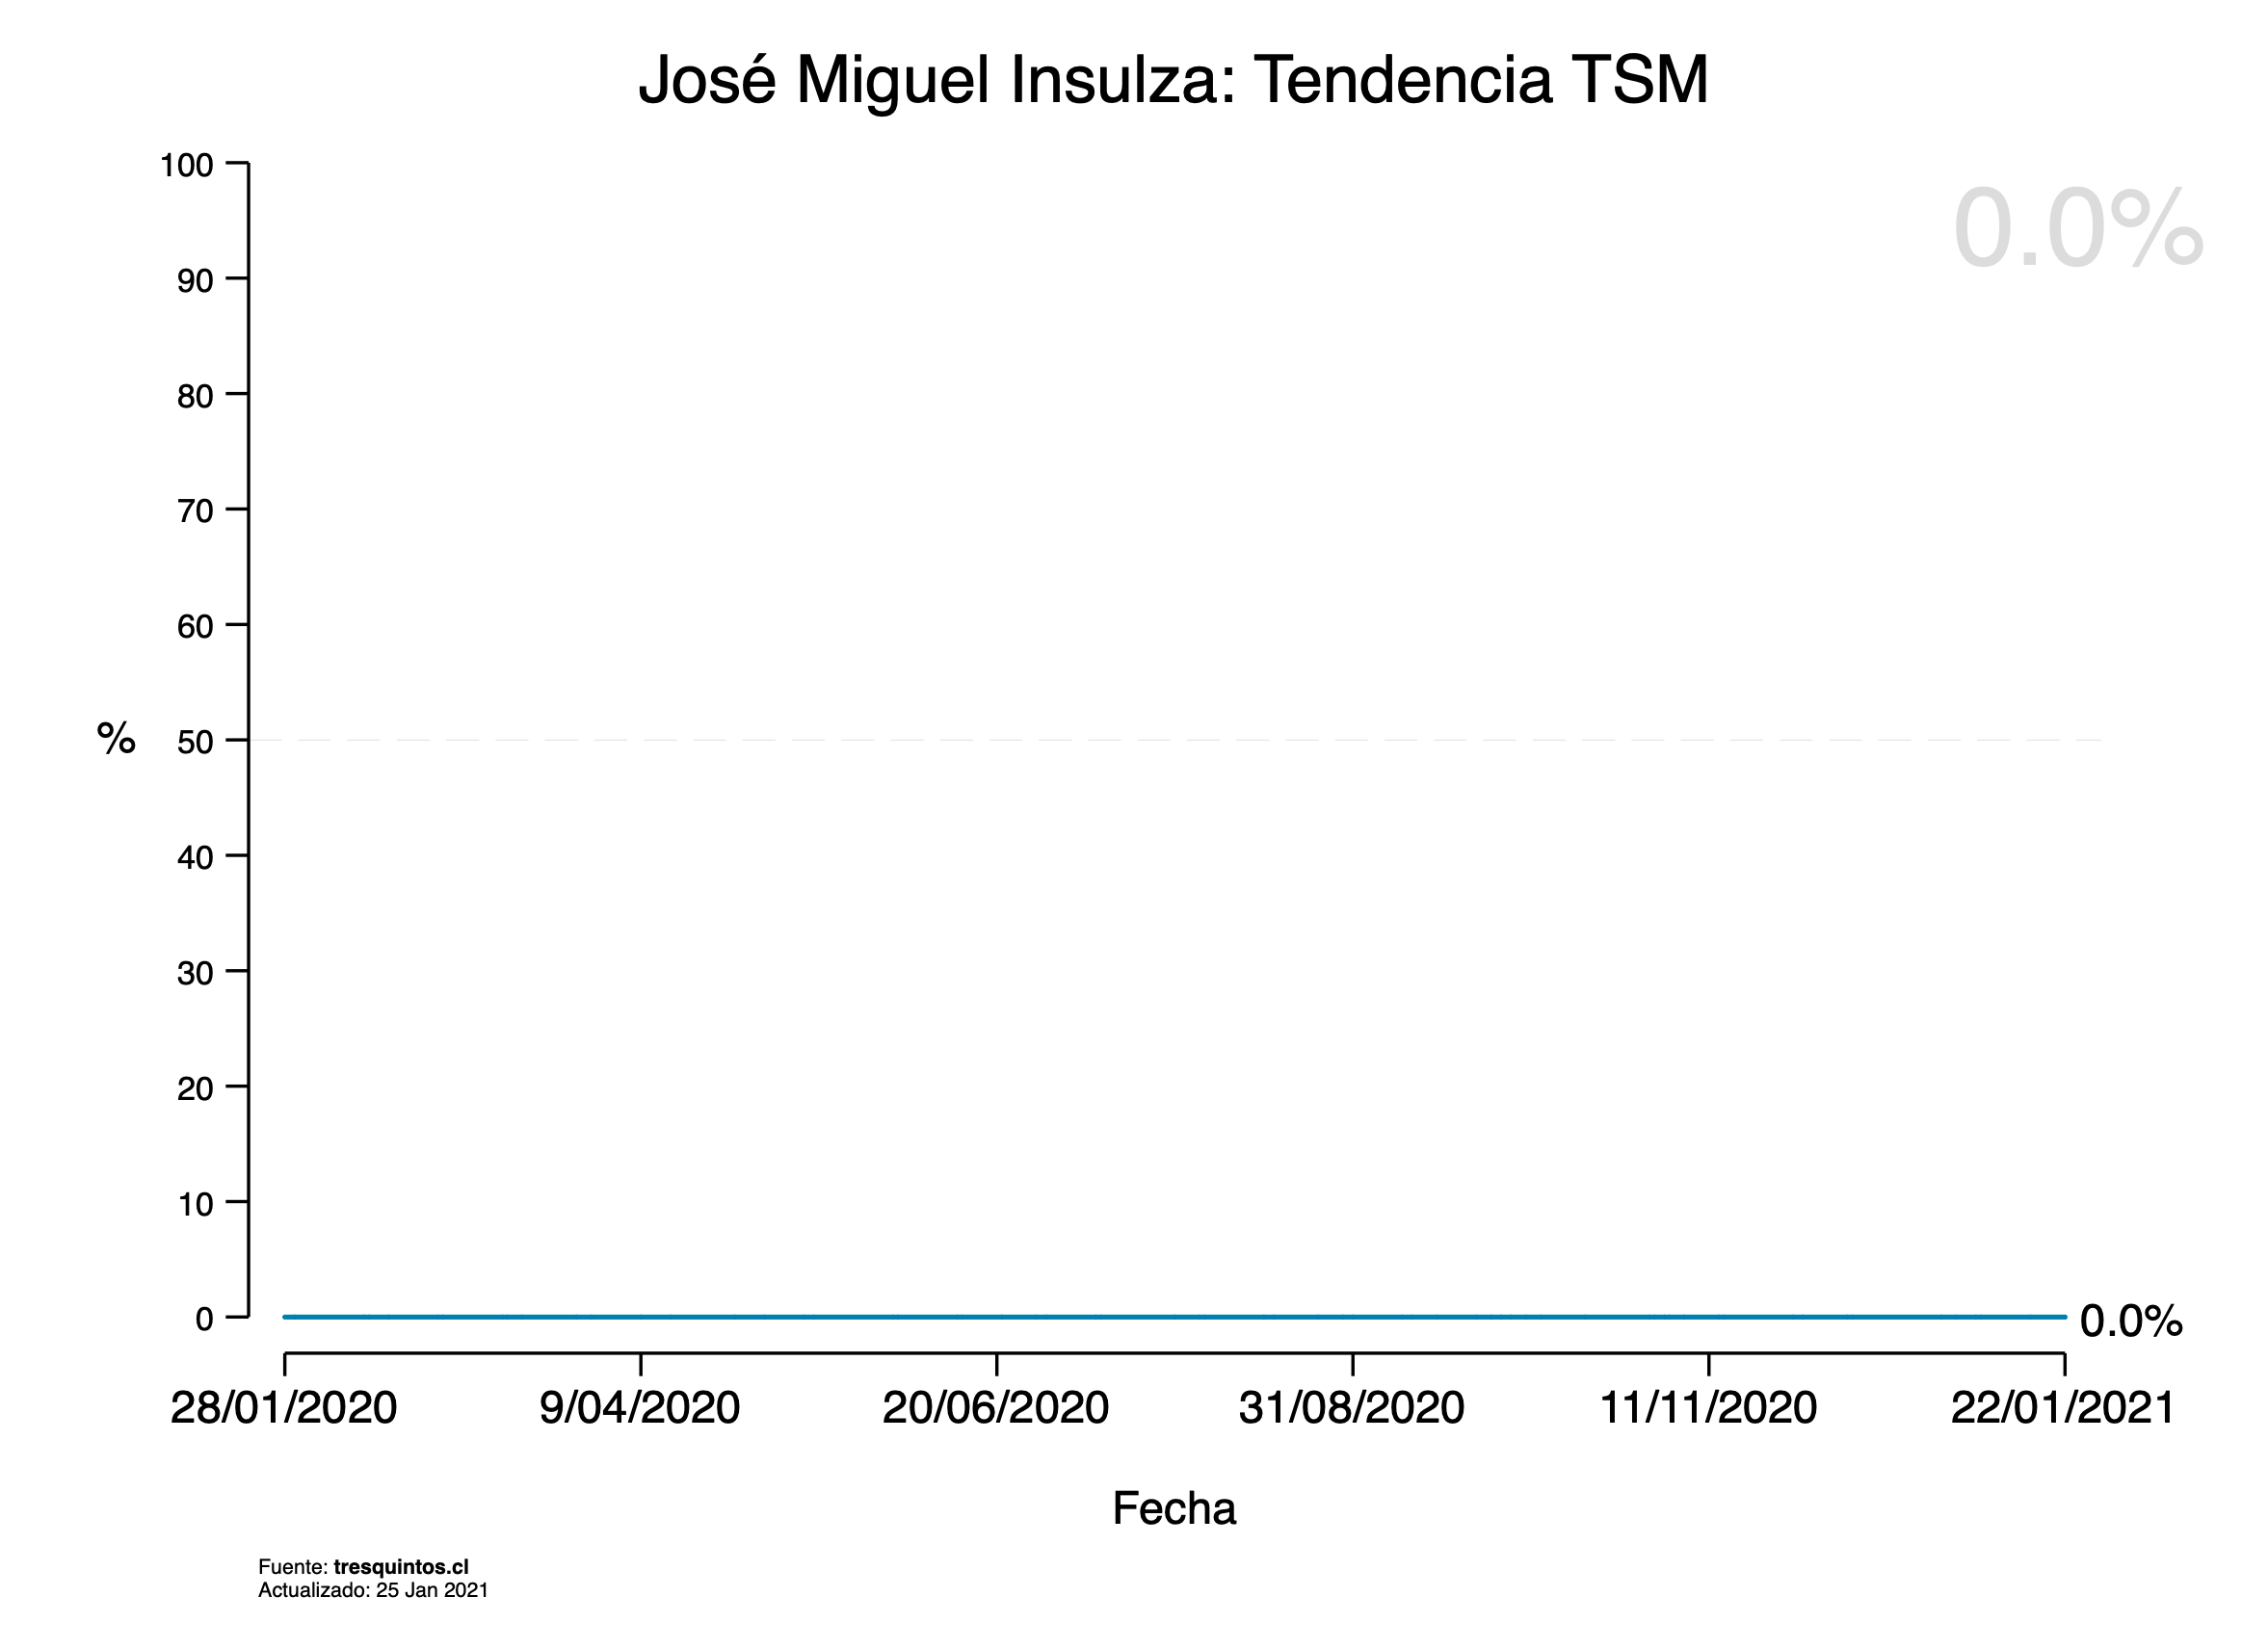 José Miguel Insulza: Tendencia TSM
100
0.0%
90
80
70
60
% 50
40
30
20
10
0
0.0%
28/01/2020 9/04/2020 20/06/2020 31/08/2020 11/11/2020 22/01/2021
Fecha
Fuente: tresquintos.cl
Actualizado: 25 Jan 2021